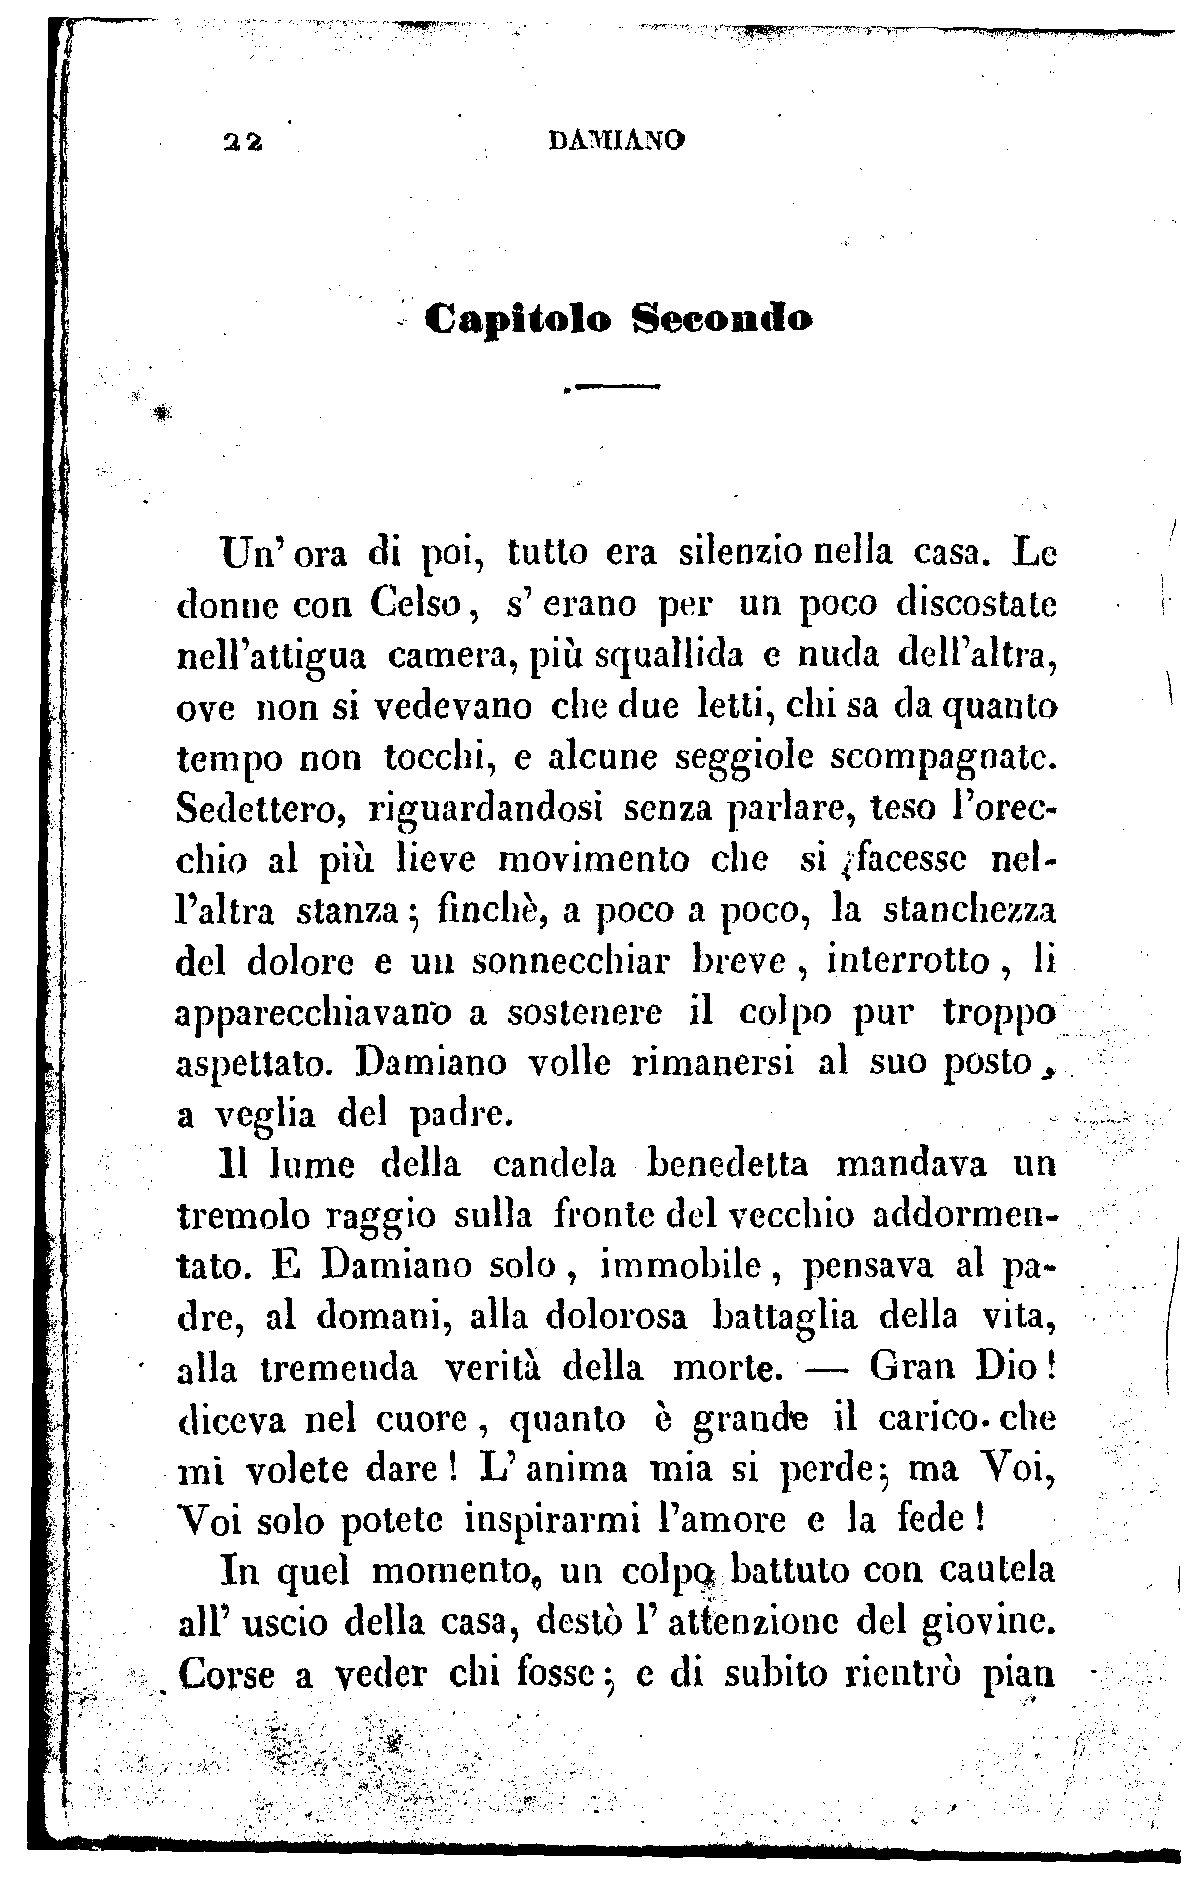 22 DAMIANO
Capitolo Secondo
Un' ora di poi, tutto era silenzio nella casa. Le
donne con Celso, s' erano per un poco discostate
nell'attigua camera, più squallida e nuda dell'altra,
ove non si vedevano che due letti, chi sa da quanto
tempo non tocchi, e alcune seggiole scompagnate.
Sedettero, riguardandosi senza parlare, teso l'orec-
chio al più lieve movimento che si facesse nel-
l'altra stanza; finchè, a poco a poco, la stanchezza
del dolore e un sonnecchiar breve, interrotto, li
apparecchiavano a sostenere il colpo pur troppo
aspettato. Damiano volle rimanersi al suo posto,
a veglia del padre.
Il lume della candela benedetta mandava un
tremolo raggio sulla fronte del vecchio addormen-
tato. E Damiano solo, immobile, pensava al pa-
dre, al domani, alla dolorosa battaglia della vita,
alla tremenda verità della morte. — Gran Dio!
diceva nel cuore, quanto è grande il carico che
mi volete dare! L' anima mia si perde; ma Voi,
Voi solo potete inspirarmi l'amore e la fede!
In quel momento, un colpo battuto con cautela
all' uscio della casa, destò l' attenzione del giovine.
Corse a veder chi fosse; e di subito rientrò pian